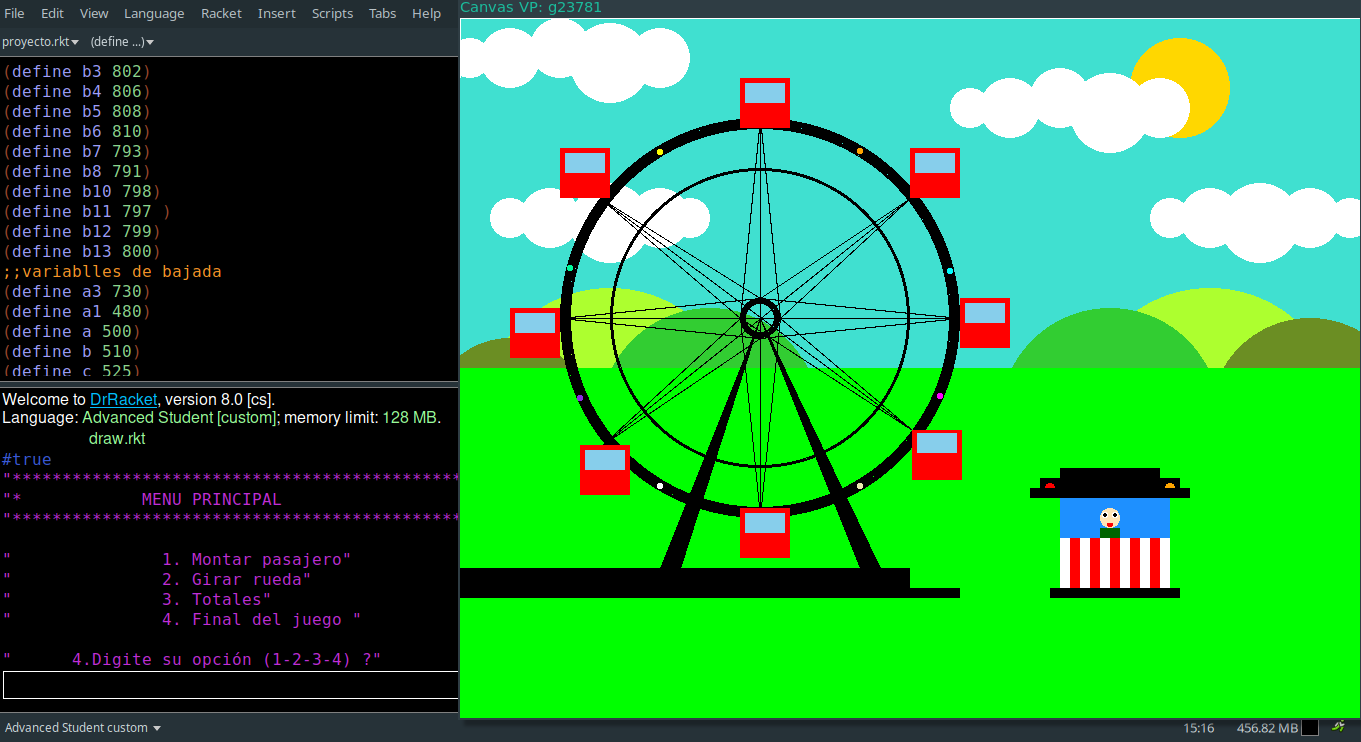 File Edit View Language Racket Insert Scripts Tabs Help
Canvas VP: g23781
proyecto.rkt (define ...)
(define b3 802)
(define b4 806)
(define b5 808)
(define b6 810)
(define b7 793)
(define b8 791)
(define b10 798)
(define b11 797 )
(define b12 799)
(define b13 800)
;;variablles de bajada
(define a3 730)
(define a1 480)
(define a 500)
(define b 510)
(define c 525)
Welcome to DrRacket, version 8.0 [cs].
Language: Advanced Student [custom]; memory limit: 128 MB.
draw.rkt
#true
"*********************************************
"* MENU PRINCIPAL
"*********************************************
" 1. Montar pasajero"
" 2. Girar rueda"
" 3. Totales"
" 4. Final del juego "
" 4.Digite su opción (1-2-3-4) ?"
Advanced Student custom
15:16 456.82 MB